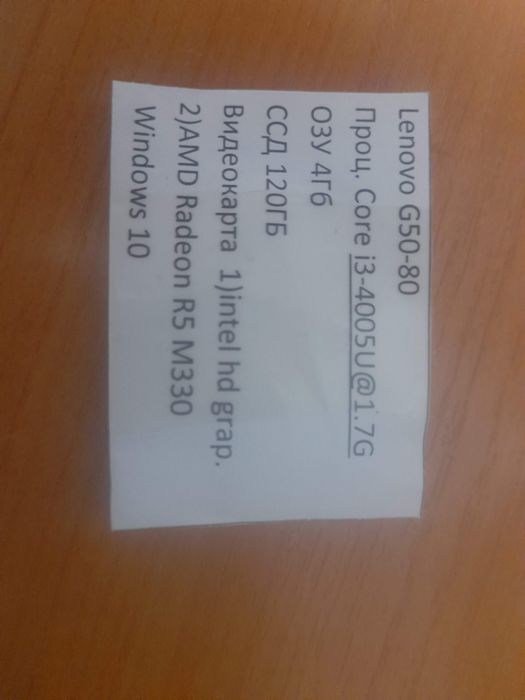 Lenovo G50-80
Проц. Core i3-4005U@1.7G
ОЗУ 4Гб
ССД 120ГБ
Видеокарта 1)intel hd grap.
2)AMD Radeon R5 M330
Windows 10